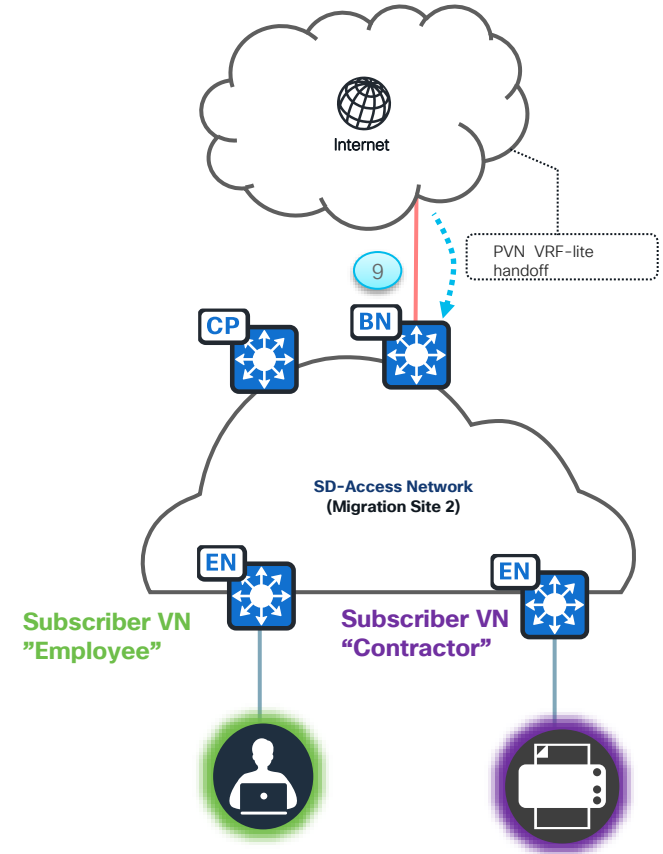 Internet
PVN VRF-lite
handoff
9
CP
BN
SD-Access Network
(Migration Site 2)
EN
EN
Subscriber VN
”Employee”
Subscriber VN
“Contractor”